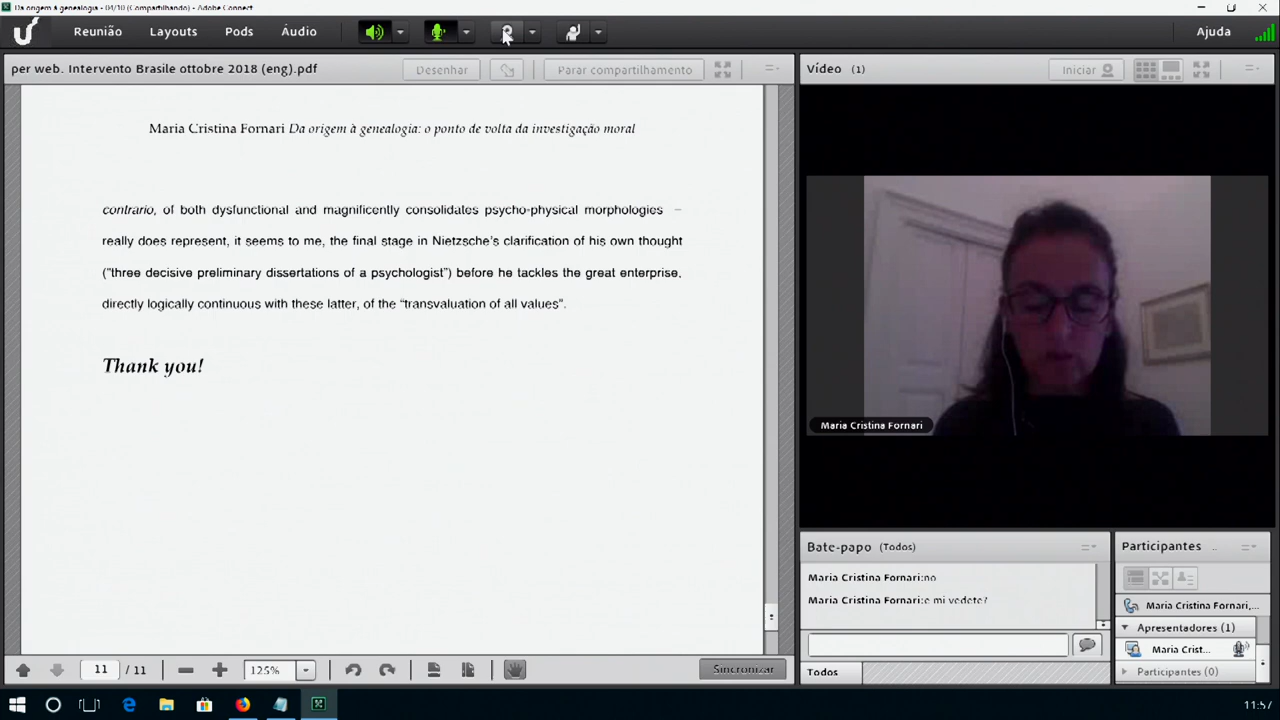 Da origem à genealogia - 04/10 (Compartilhando) - Adobe Connect
Reunião Layouts Pods Áudio Ajuda
per web. Intervento Brasile ottobre 2018 (eng).pdf Desenhar Parar compartilhamento
Maria Cristina Fornari Da origem à genealogia: o ponto de volta da investigação moral
contrario, of both dysfunctional and magnificently consolidates psycho-physical morphologies –
really does represent, it seems to me, the final stage in Nietzsche's clarification of his own thought
("three decisive preliminary dissertations of a psychologist") before he tackles the great enterprise,
directly logically continuous with these latter, of the "transvaluation of all values".
Thank you!
11 / 11 125% Sincronizar
Vídeo (1) Iniciar
Maria Cristina Fornari
Bate-papo (Todos)
Maria Cristina Fornari:no
Maria Cristina Fornari:e mi vedete?
Todos
Participantes ...
Maria Cristina Fornari,...
Apresentadores (1)
Maria Crist...
Participantes (0)
11:57